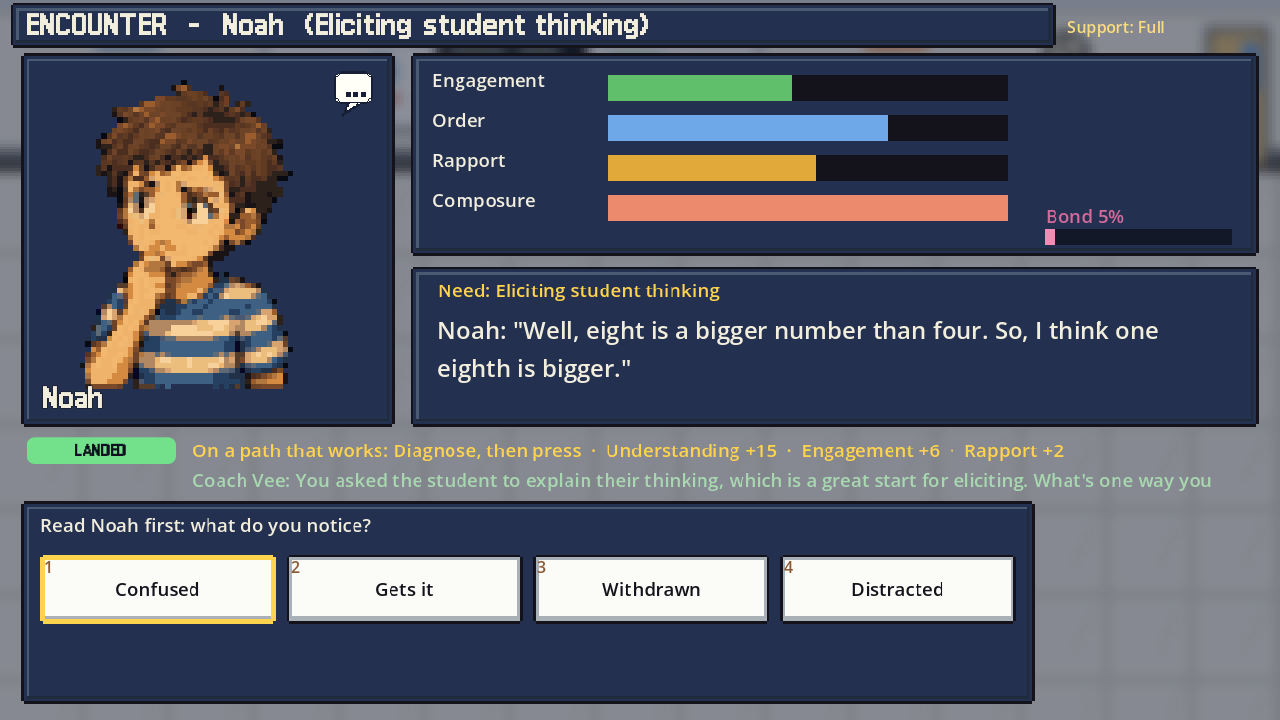 ENCOUNTER - Noah (Eliciting student thinking)
Support: Full
Engagement
Order
Rapport
Composure
Bond 5%
Noah
Need: Eliciting student thinking
Noah: "Well, eight is a bigger number than four. So, I think one
eighth is bigger."
LANDED
On a path that works: Diagnose, then press · Understanding +15 · Engagement +6 · Rapport +2
Coach Vee: You asked the student to explain their thinking, which is a great start for eliciting. What's one way you
Read Noah first: what do you notice?
1 Confused
2 Gets it
3 Withdrawn
4 Distracted